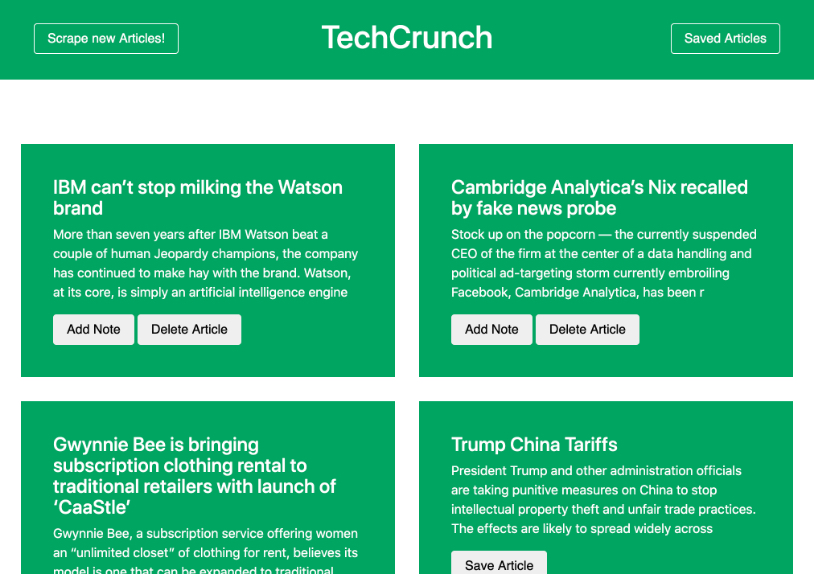 Scrape new Articles!
TechCrunch
Saved Articles
IBM can’t stop milking the Watson
brand
More than seven years after IBM Watson beat a
couple of human Jeopardy champions, the company
has continued to make hay with the brand. Watson,
at its core, is simply an artificial intelligence engine
Add Note
Delete Article
Cambridge Analytica’s Nix recalled
by fake news probe
Stock up on the popcorn — the currently suspended
CEO of the firm at the center of a data handling and
political ad-targeting storm currently embroiling
Facebook, Cambridge Analytica, has been r
Add Note
Delete Article
Gwynnie Bee is bringing
subscription clothing rental to
traditional retailers with launch of
‘CaaStle’
Gwynnie Bee, a subscription service offering women
an “unlimited closet” of clothing for rent, believes its
model is one that can be expanded to traditional
Trump China Tariffs
President Trump and other administration officials
are taking punitive measures on China to stop
intellectual property theft and unfair trade practices.
The effects are likely to spread widely across
Save Article